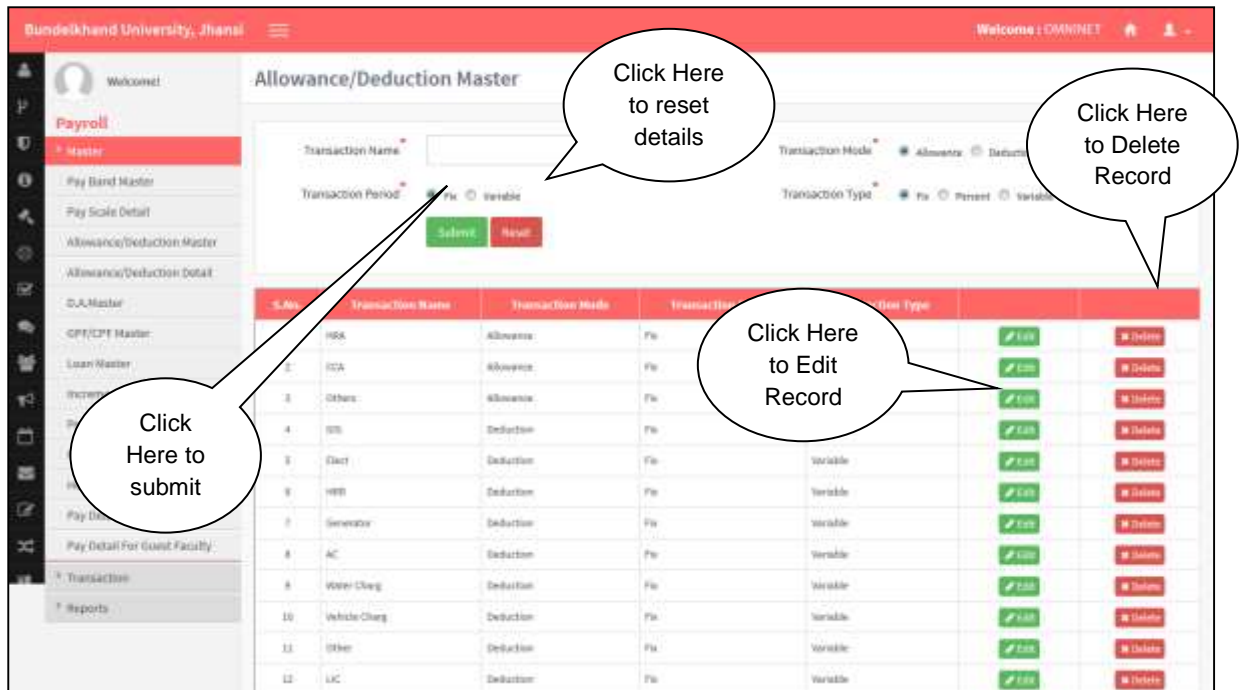 Bundelkhand University, Jhansi
Welcome : OMNINET
Welcome!
Payroll
Master
Pay Band Master
Pay Scale Detail
Allowance/Deduction Master
Allowance/Deduction Detail
D.A.Master
GPF/CPF Master
Loan Master
Pay Detail For Guest Faculty
Transaction
Reports
Allowance/Deduction Master
Click Here
to reset
details
Click Here
to Delete
Record
Transaction Name*
Transaction Mode* Allowance
Transaction Period* Fix Variable
Transaction Type* Fix Percent Variable
Submit Reset
S.No. Transaction Name Transaction Mode
HRA Allowance Fix Edit Delete
2 CCA Allowance Fix Edit Delete
3 Others Allowance Fix Edit Delete
4 GIS Deduction Fix Edit Delete
5 Elect Deduction Fix Variable Edit Delete
6 HRR Deduction Fix Variable Edit Delete
7 Generator Deduction Fix Variable Edit Delete
8 AC Deduction Fix Variable Edit Delete
9 Water Charg Deduction Fix Variable Edit Delete
10 Vehicle Charg Deduction Fix Variable Edit Delete
11 Other Deduction Fix Variable Edit Delete
12 LIC Deduction Fix Variable Edit Delete
Click Here
to Edit
Record
Click
Here to
submit